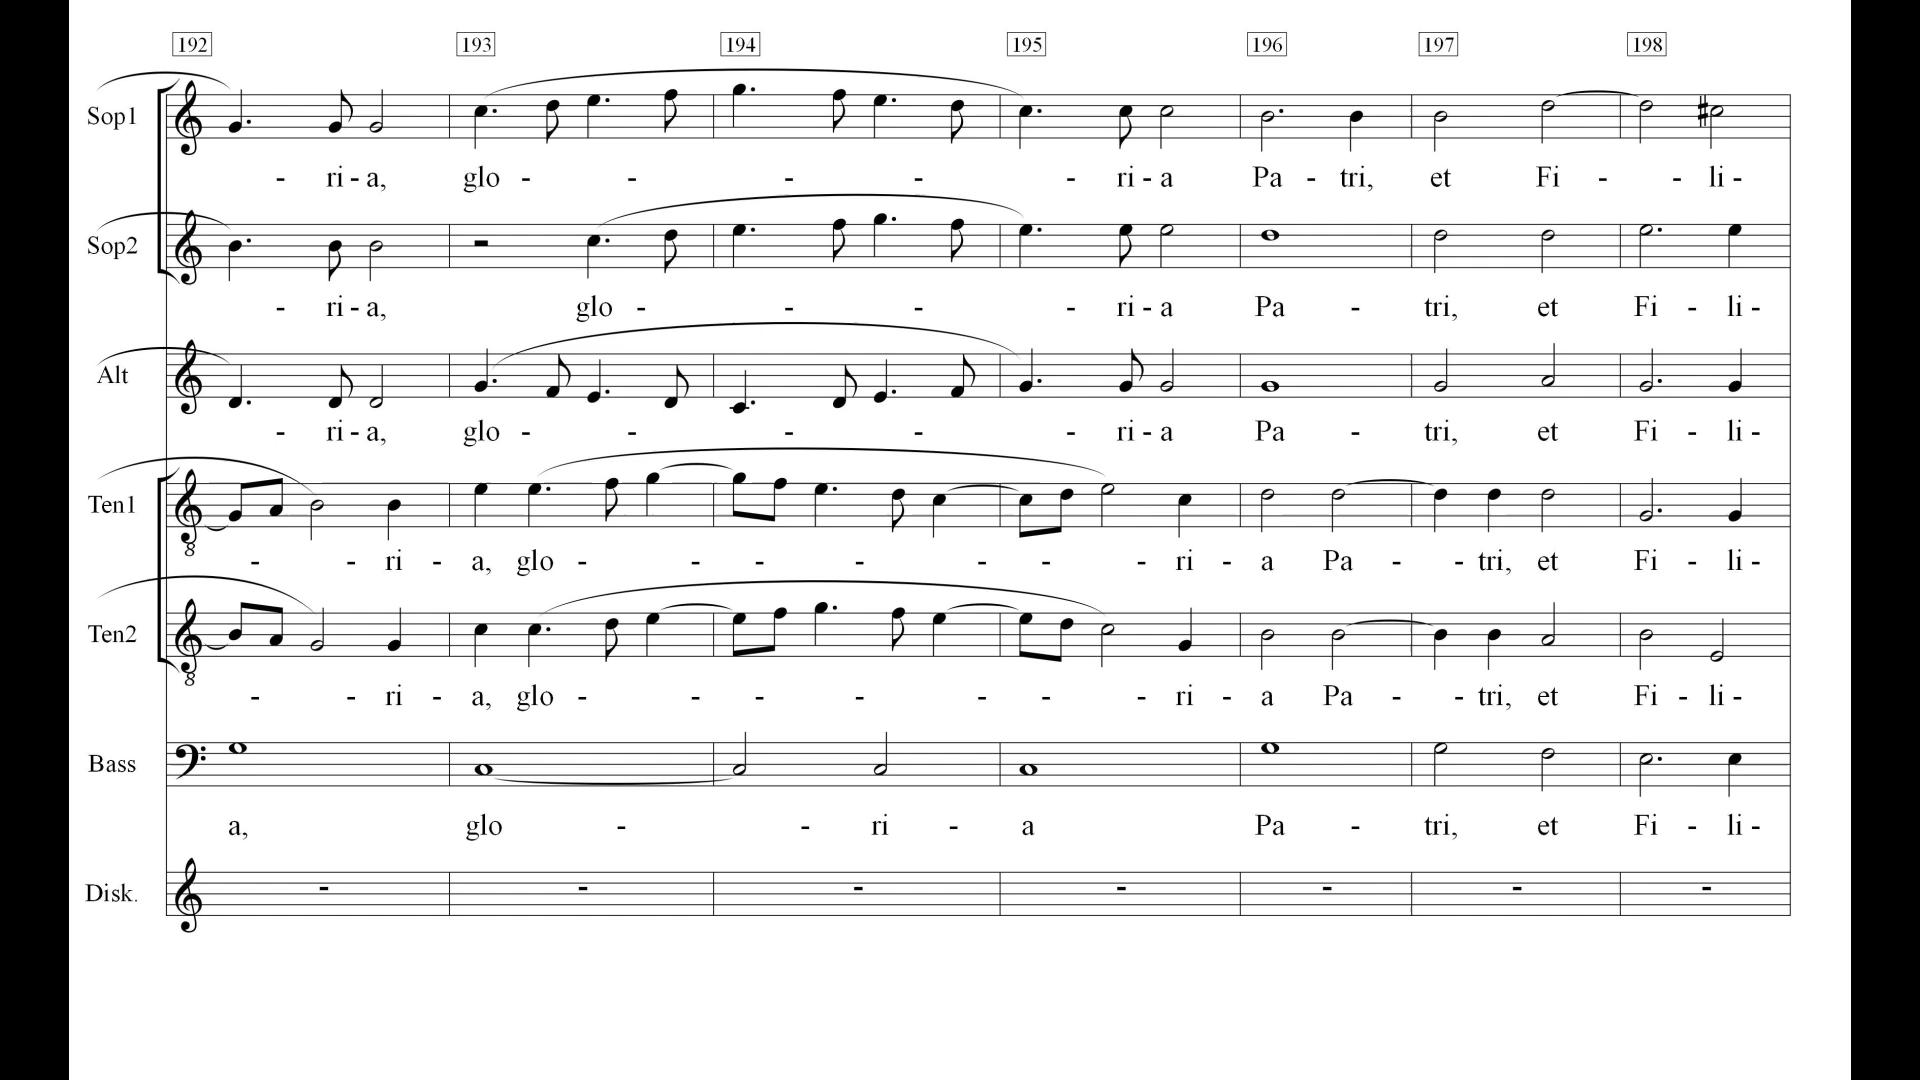 192 193 194 195 196 197 198
Sop1
- ri - a, glo - - - - - ri - a Pa - tri, et Fi - - li -
Sop2
- ri - a, glo - - - - ri - a Pa - tri, et Fi - li -
Alt
- ri - a, glo - - - - - ri - a Pa - tri, et Fi - li -
Ten1
8
- - ri - a, glo - - - - - - - ri - a Pa - - tri, et Fi - li -
Ten2
8
- - ri - a, glo - - - - - - - ri - a Pa - - tri, et Fi - li -
Bass
a, glo - - ri - a Pa - tri, et Fi - li -
Disk.